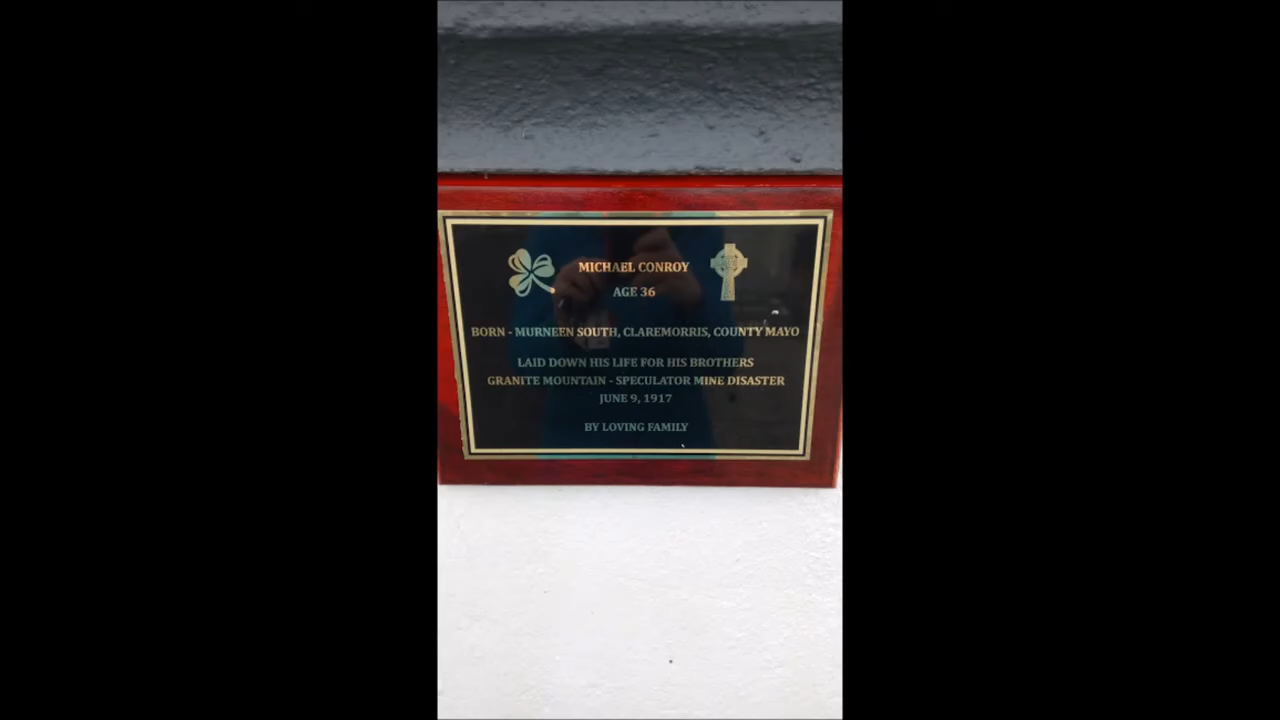 MICHAEL CONROY
AGE 36
BORN - MURNEEN SOUTH, CLAREMORRIS, COUNTY MAYO
LAID DOWN HIS LIFE FOR HIS BROTHERS
GRANITE MOUNTAIN - SPECULATOR MINE DISASTER
JUNE 9, 1917
BY LOVING FAMILY